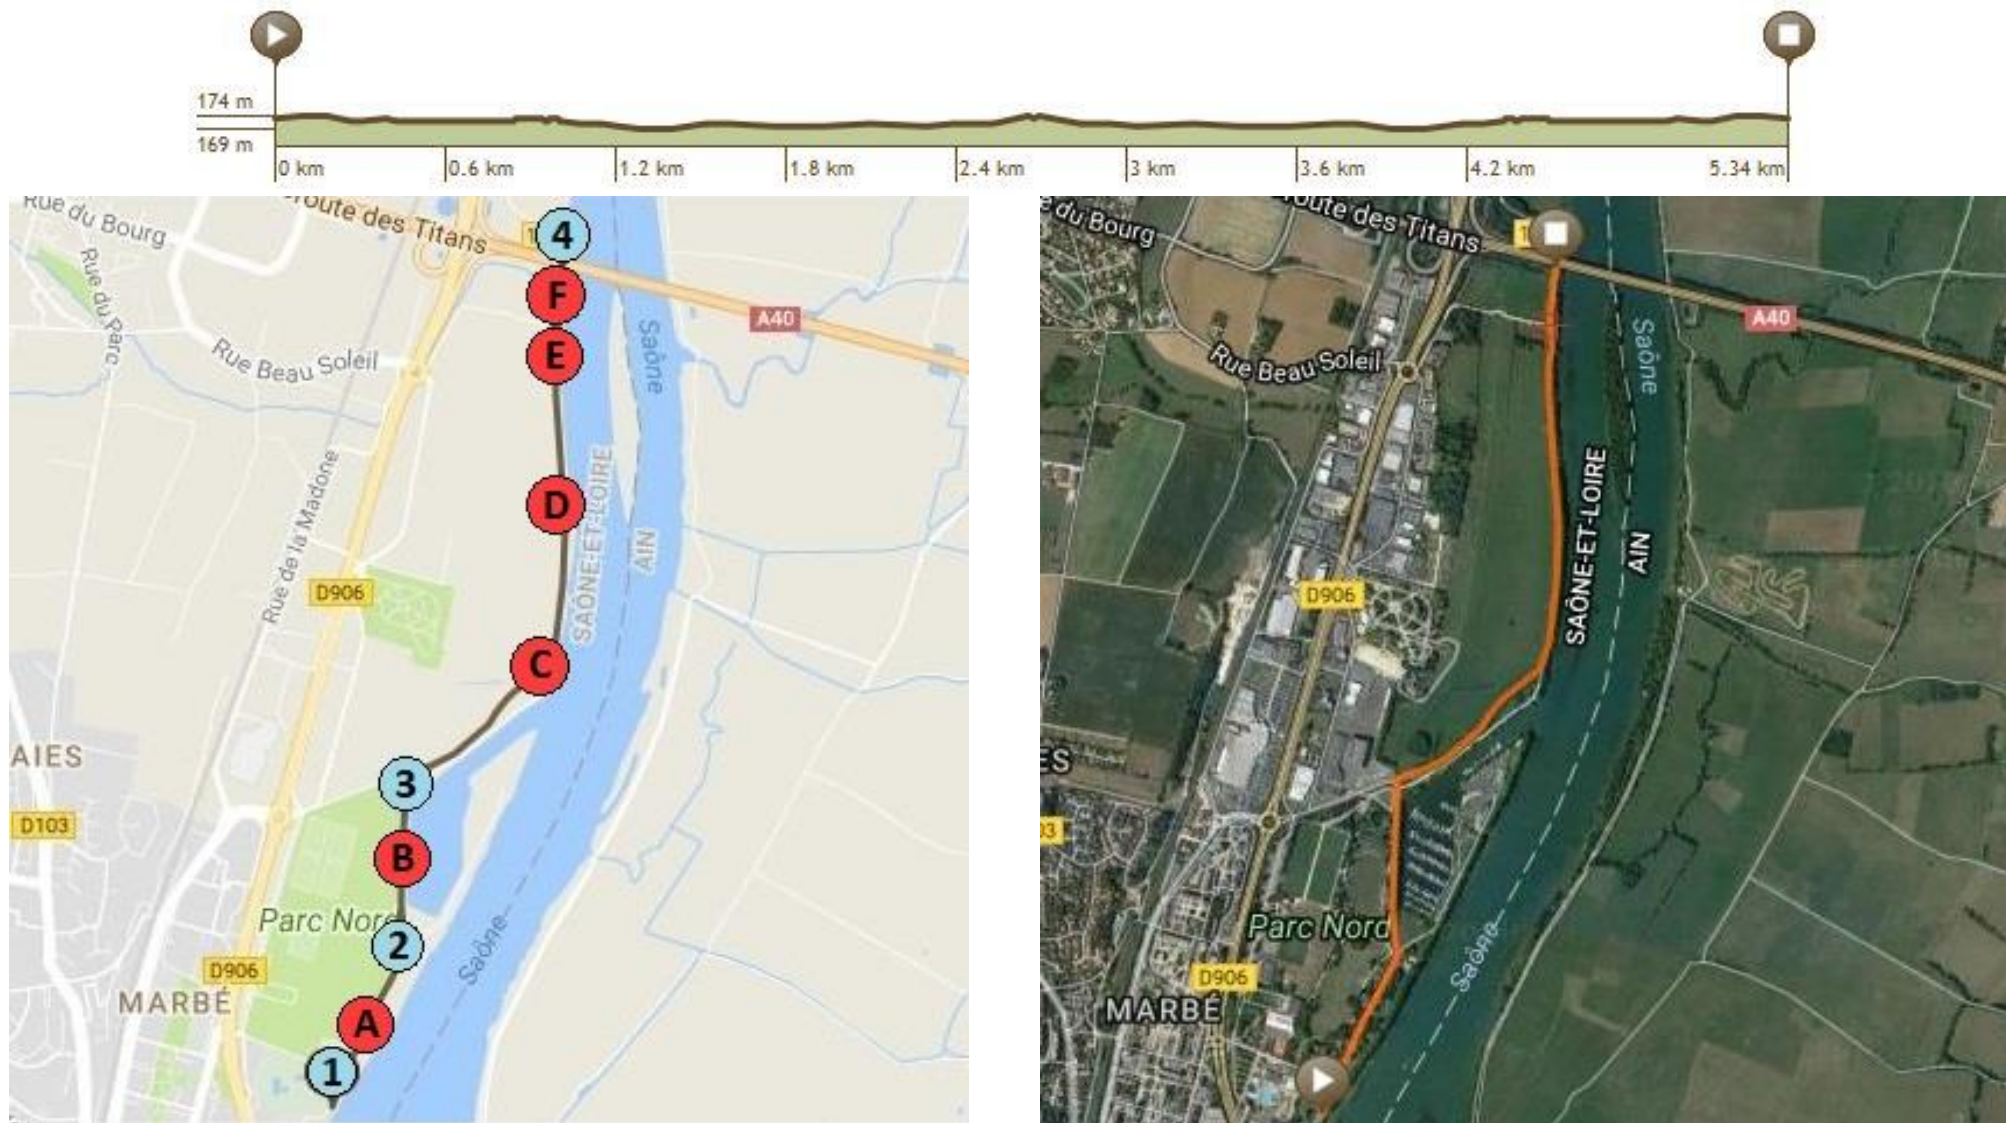 174 m
169 m
0 km
0.6 km
1.2 km
1.8 km
2.4 km
3 km
3.6 km
4.2 km
5.34 km
Rue du Bourg
route des Titans
4
F
A40
Rue du Parc
Saône
E
Rue Beau Soleil
Rue de la Madone
D
SAÔNE-ET-LOIRE
AIN
D906
C
AIES
3
D103
B
Parc Nord
2
Saône
D906
MARBÉ
A
1
du Bourg
route des Titans
A40
Saône
Rue Beau Soleil
SAÔNE-ET-LOIRE
AIN
D906
ES
03
Parc Nord
Saône
D906
MARBÉ